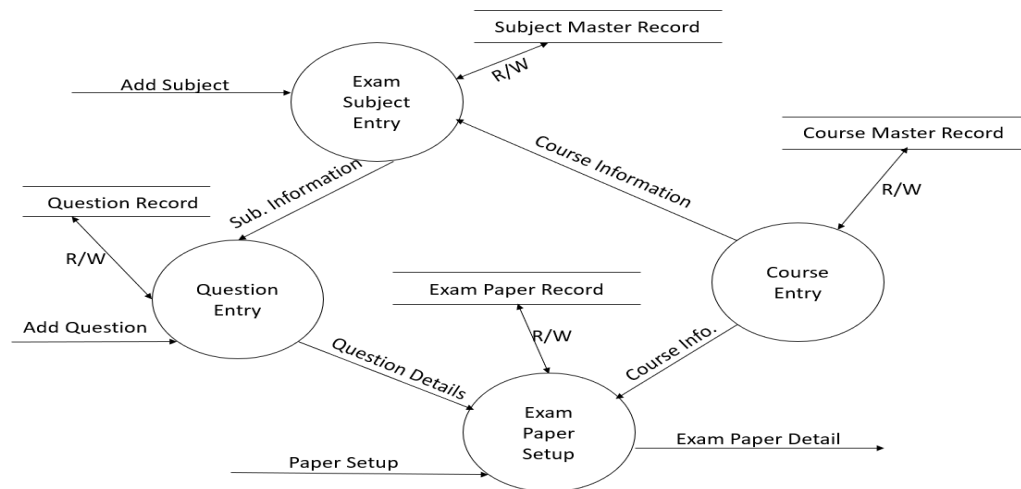 Subject Master Record
R/W
Add Subject
Exam
Subject
Entry
Course Information
Course Master Record
R/W
Sub. Information
Question Record
R/W
Question
Entry
Add Question
Exam Paper Record
R/W
Course
Entry
Course Info.
Question Details
Exam
Paper
Setup
Paper Setup
Exam Paper Detail